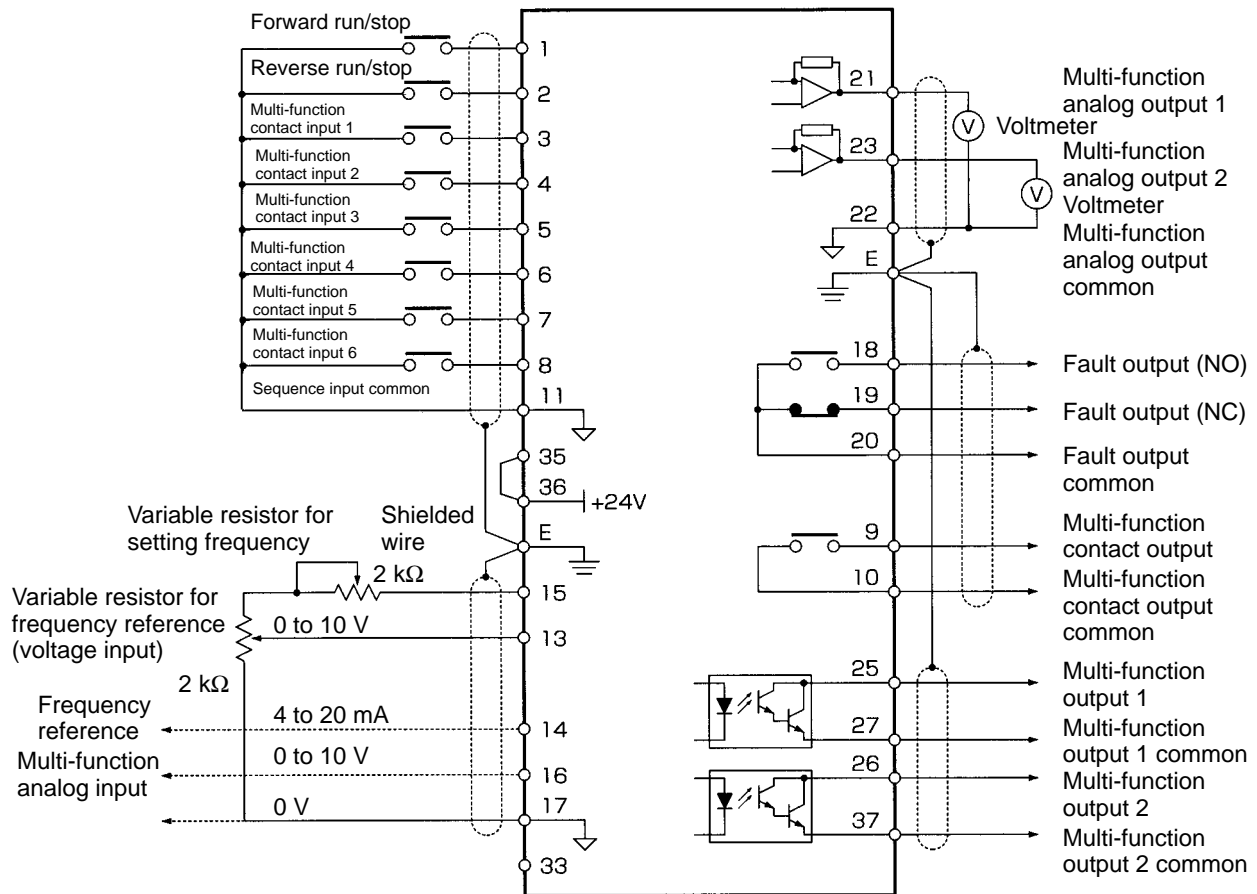 Forward run/stop
1
Reverse run/stop
2
Multi-function
contact input 1
3
Multi-function
contact input 2
4
Multi-function
contact input 3
5
Multi-function
contact input 4
6
Multi-function
contact input 5
7
Multi-function
contact input 6
8
Sequence input common
11
35
36
+24V
Variable resistor for
setting frequency
Shielded
wire
E
2 kΩ
15
Variable resistor for
frequency reference
(voltage input)
0 to 10 V
13
2 kΩ
Frequency
reference
4 to 20 mA
14
Multi-function
analog input
0 to 10 V
16
0 V
17
33
21
Multi-function
analog output 1
V
Voltmeter
23
Multi-function
analog output 2
V
Voltmeter
22
Multi-function
analog output
common
E
18
Fault output (NO)
19
Fault output (NC)
20
Fault output
common
9
Multi-function
contact output
10
Multi-function
contact output
common
25
Multi-function
output 1
27
Multi-function
output 1 common
26
Multi-function
output 2
37
Multi-function
output 2 common